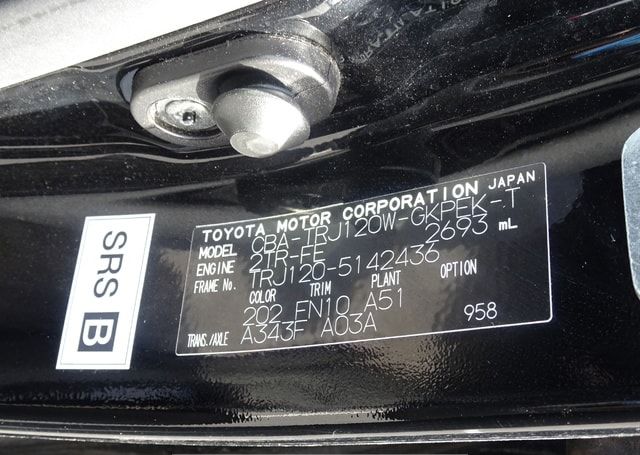 TOYOTA MOTOR CORPORATION JAPAN
MODEL CBA-TRJ120W-GKPEK-T
ENGINE 2TR-FE 2693 mL
FRAME No. TRJ120-5142436
COLOR TRIM PLANT OPTION
202 FN10 A51
TRANS./AXLE A343F A03A 958
SRS B